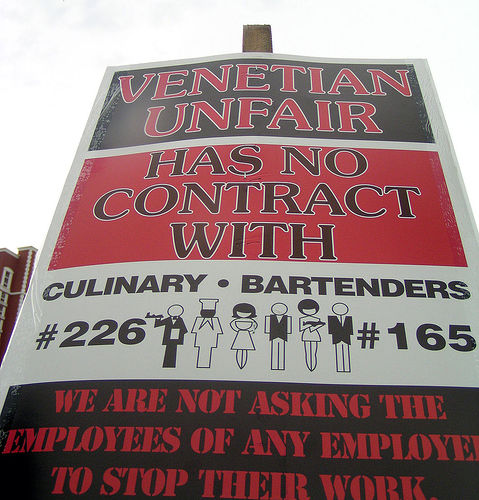 VENETIAN
UNFAIR
HAS NO
CONTRACT
WITH
CULINARY • BARTENDERS
#226 #165
WE ARE NOT ASKING THE
EMPLOYEES OF ANY EMPLOYE
TO STOP THEIR WORK